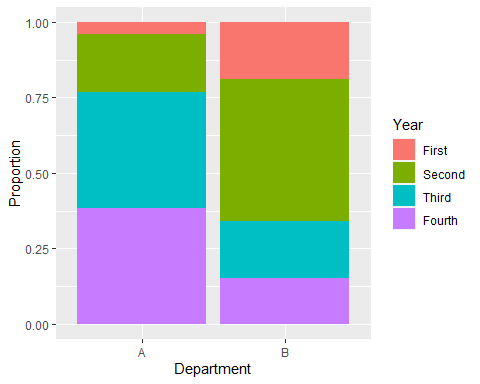 1.00
0.75
0.50
0.25
0.00
Proportion
A B
Department
Year
First
Second
Third
Fourth